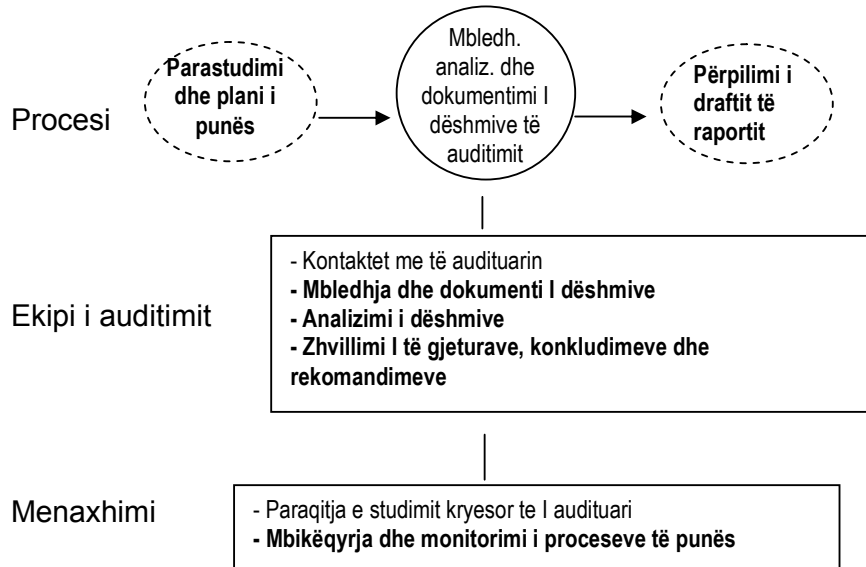 Procesi
Parastudimi
dhe plani i
punës
Mbledh.
analiz. dhe
dokumentimi I
dëshmive të
auditimit
Përpilimi i
draftit të
raportit
Ekipi i auditimit
- Kontaktet me të audituarin
- Mbledhja dhe dokumenti I dëshmive
- Analizimi i dëshmive
- Zhvillimi I të gjeturave, konkludimeve dhe
rekomandimeve
Menaxhimi
- Paraqitja e studimit kryesor te I audituari
- Mbikëqyrja dhe monitorimi i proceseve të punës